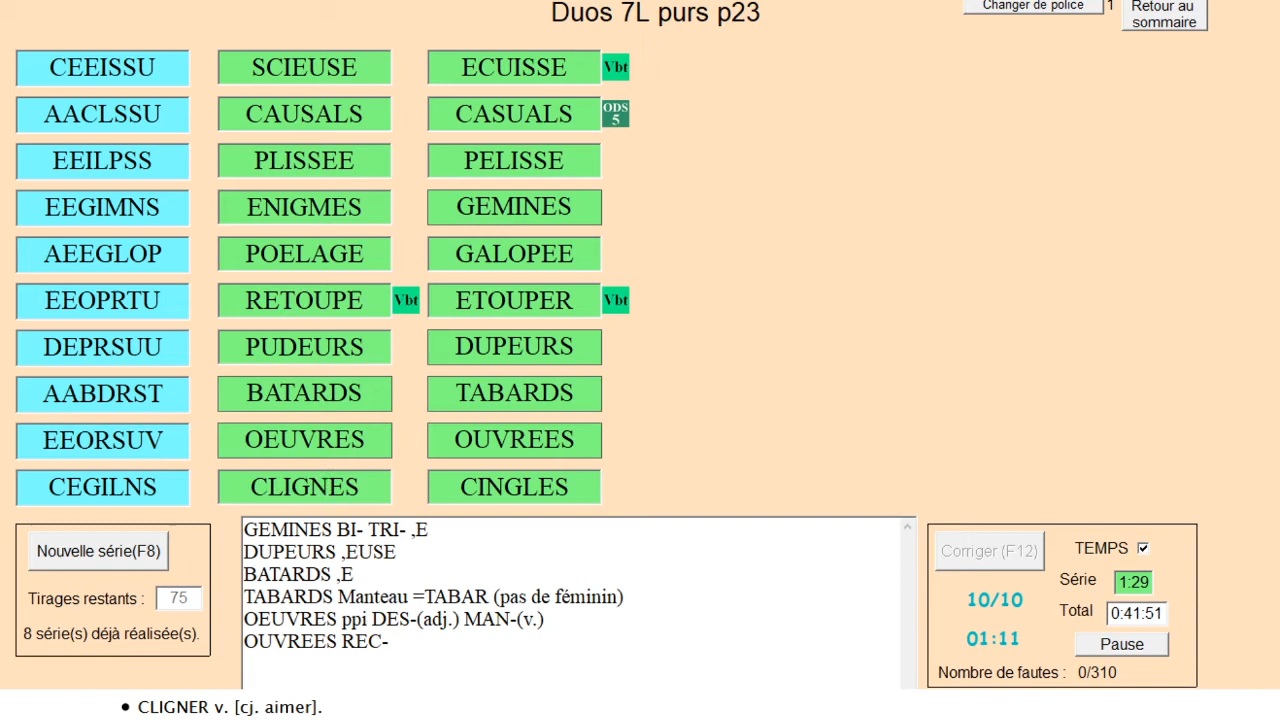 Duos 7L purs p23
Changer de police 1 Retour au sommaire
CEEISSU SCIEUSE ECUISSE Vbt
AACLSSU CAUSALS CASUALS ODS 5
EEILPSS PLISSEE PELISSE
EEGIMNS ENIGMES GEMINES
AEEGLOP POELAGE GALOPEE
EEOPRTU RETOUPE Vbt ETOUPER Vbt
DEPRSUU PUDEURS DUPEURS
AABDRST BATARDS TABARDS
EEORSUV OEUVRES OUVREES
CEGILNS CLIGNES CINGLES
Nouvelle série(F8)
Tirages restants : 75
8 série(s) déjà réalisée(s).
GEMINES BI- TRI- ,E
DUPEURS ,EUSE
BATARDS ,E
TABARDS Manteau =TABAR (pas de féminin)
OEUVRES ppi DES-(adj.) MAN-(v.)
OUVREES REC-
Corriger (F12) TEMPS
Série 1:29
10/10
Total 0:41:51
01:11
Pause
Nombre de fautes : 0/310
• CLIGNER v. [cj. aimer].